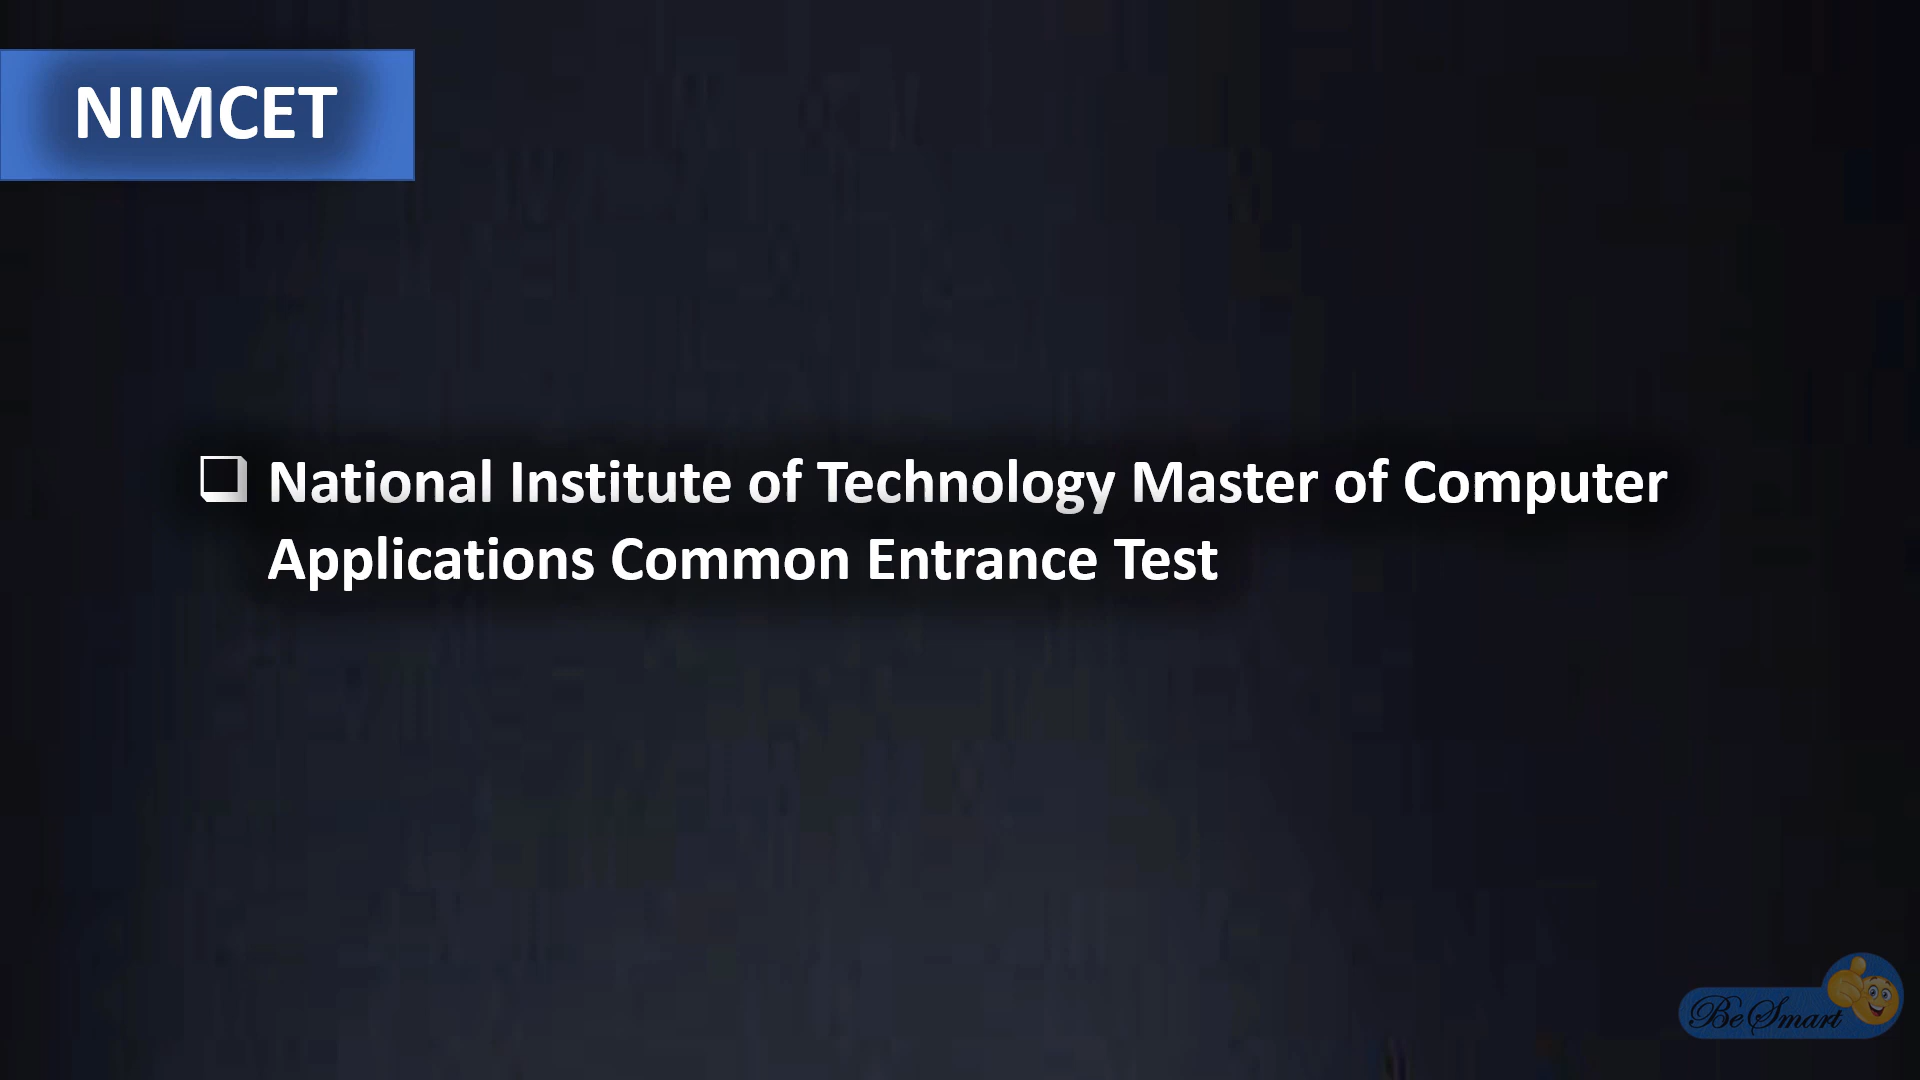 NIMCET
National Institute of Technology Master of Computer
Applications Common Entrance Test
Be Smart